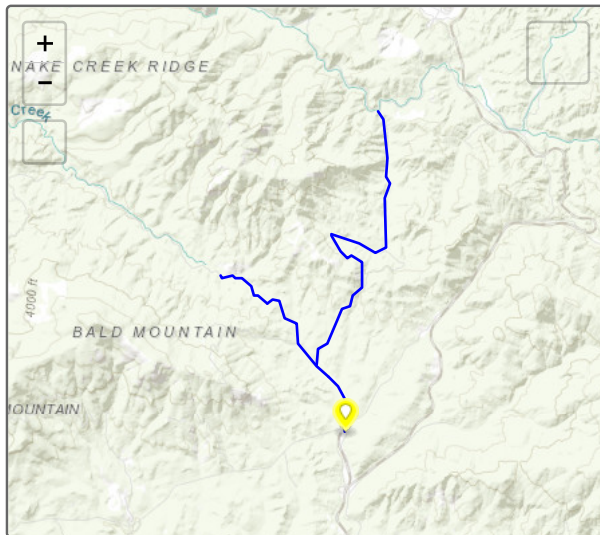 +
NAKE CREEK RIDGE
−
Creek
4000 ft
BALD MOUNTAIN
MOUNTAIN